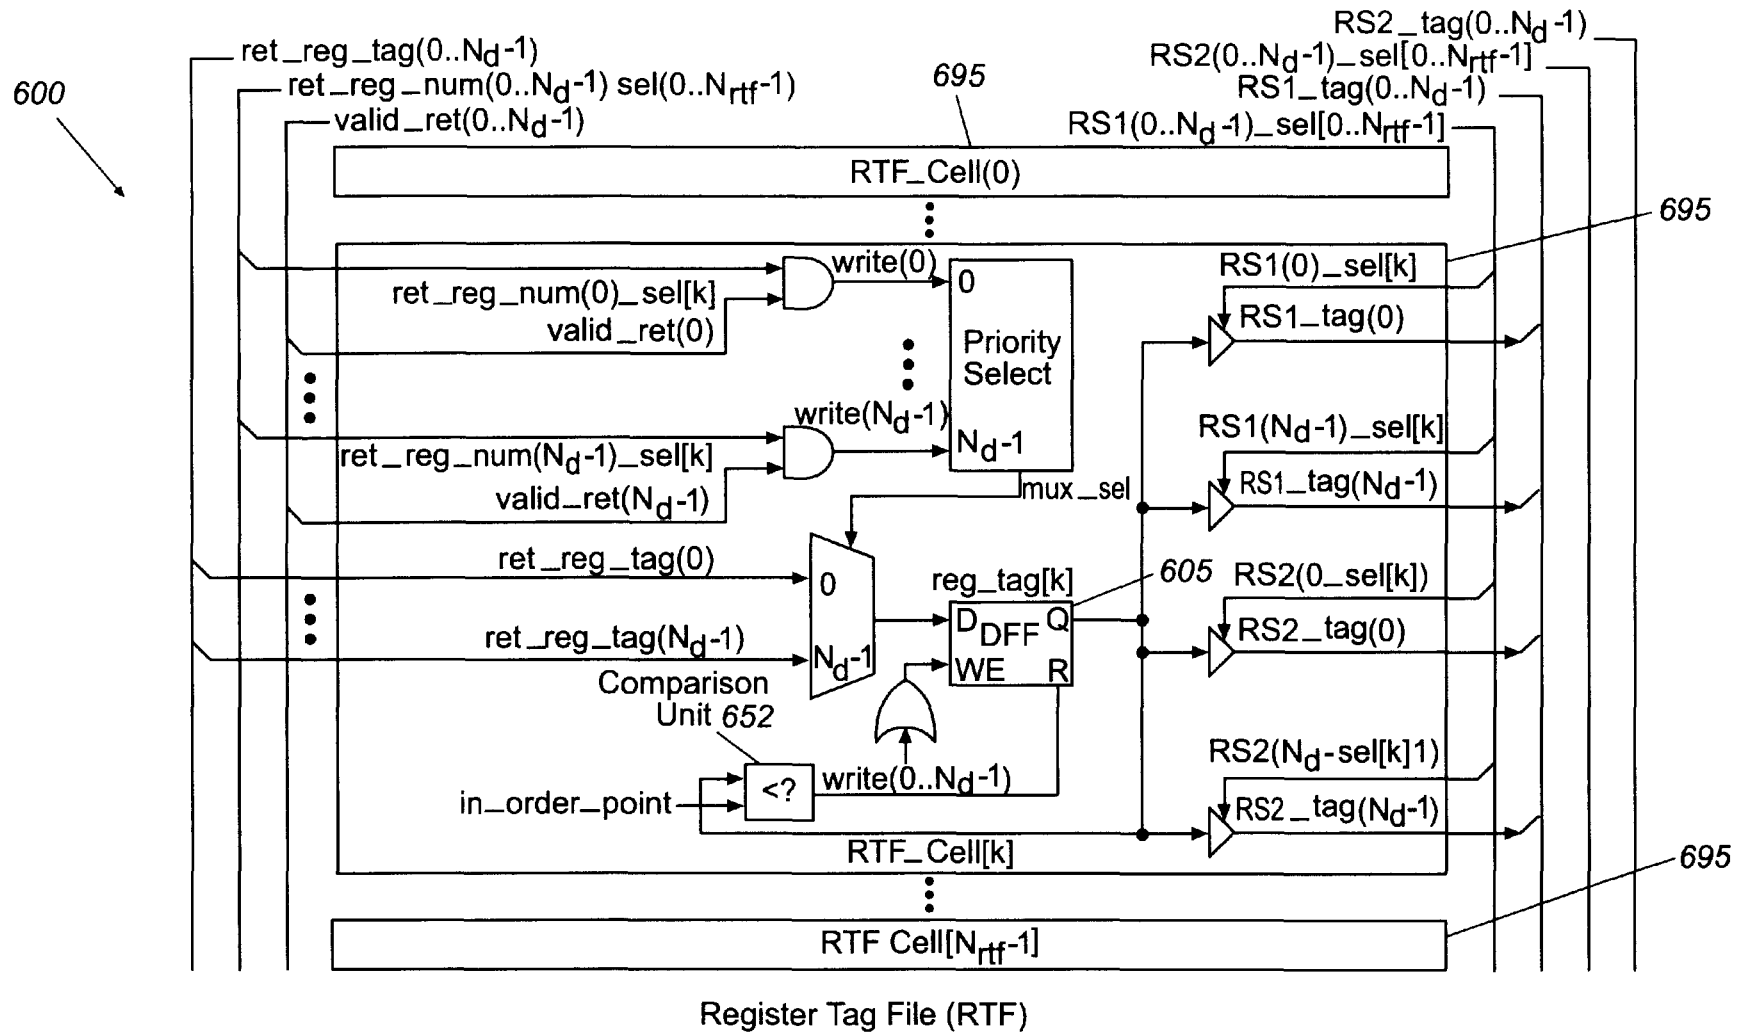 RS2_tag(0..Nd-1)
ret_reg_tag(0..Nd-1)
RS2(0..Nd-1)_sel[0..Nrtf-1]
600
ret_reg_num(0..Nd-1) sel(0..Nrtf-1)
695
RS1_tag(0..Nd-1)
valid_ret(0..Nd-1)
RS1(0..Nd-1)_sel[0..Nrtf-1]
RTF_Cell(0)
695
write(0)
RS1(0)_sel[k]
ret_reg_num(0)_sel[k]
0
valid_ret(0)
RS1_tag(0)
Priority
Select
write(Nd-1)
RS1(Nd-1)_sel[k]
ret_reg_num(Nd-1)_sel[k]
Nd-1
valid_ret(Nd-1)
mux_sel
RS1_tag(Nd-1)
ret_reg_tag(0)
0
reg_tag[k]
605
RS2(0_sel[k])
D
DFF
Q
RS2_tag(0)
ret_reg_tag(Nd-1)
Nd-1
WE
R
Comparison
Unit 652
RS2(Nd-sel[k]1)
<?
write(0..Nd-1)
in_order_point
RS2_tag(Nd-1)
RTF_Cell[k]
695
RTF Cell[Nrtf-1]
Register Tag File (RTF)